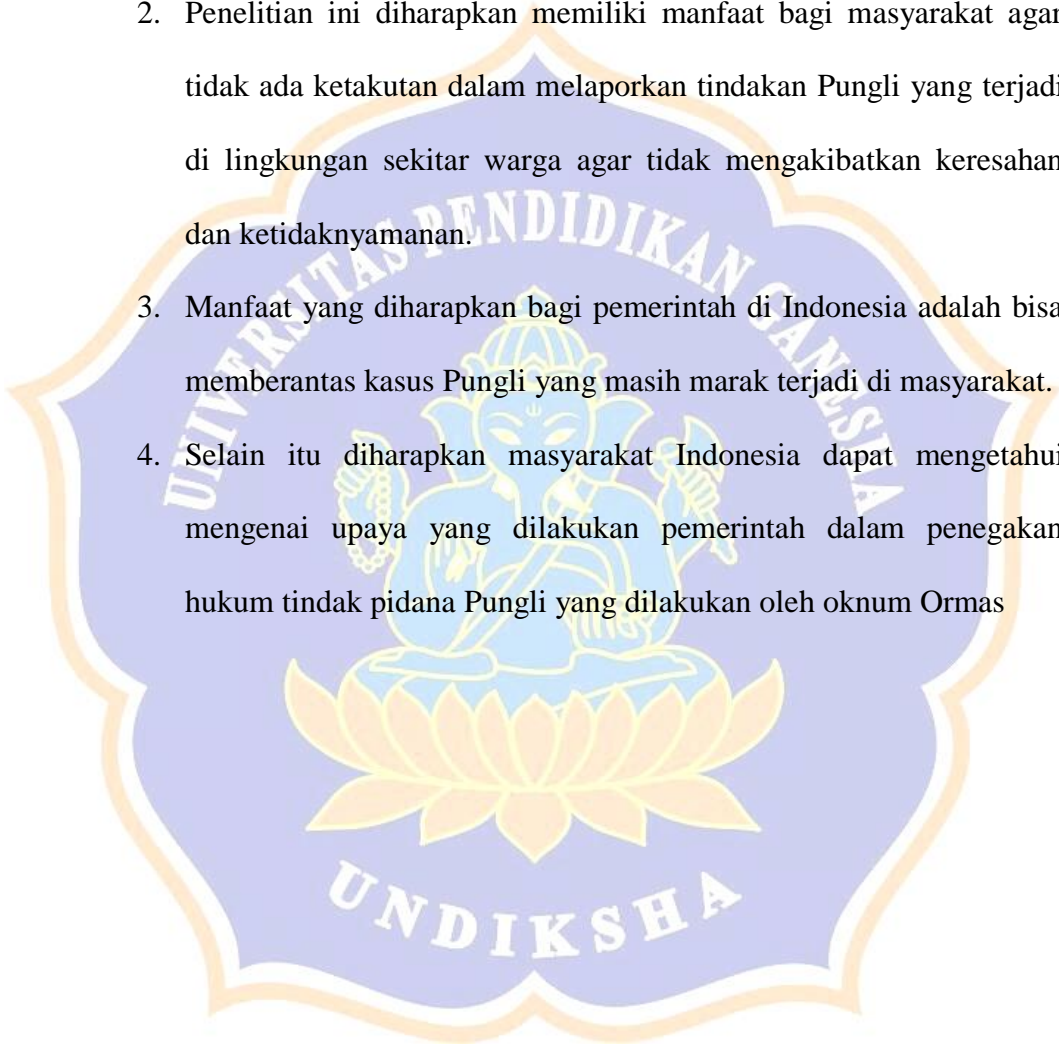 2. Penelitian ini diharapkan memiliki manfaat bagi masyarakat agar
tidak ada ketakutan dalam melaporkan tindakan Pungli yang terjadi
di lingkungan sekitar warga agar tidak mengakibatkan keresahan
dan ketidaknyamanan.
3. Manfaat yang diharapkan bagi pemerintah di Indonesia adalah bisa
memberantas kasus Pungli yang masih marak terjadi di masyarakat.
4. Selain itu diharapkan masyarakat Indonesia dapat mengetahui
mengenai upaya yang dilakukan pemerintah dalam penegakan
hukum tindak pidana Pungli yang dilakukan oleh oknum Ormas
UNIVERSITAS PENDIDIKAN GANESHA
UNDIKSHA